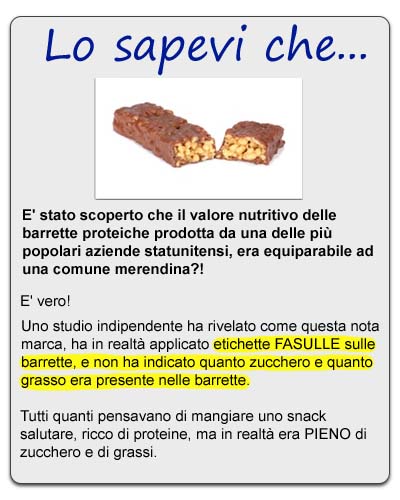 Lo sapevi che...
E' stato scoperto che il valore nutritivo delle
barrette proteiche prodotta da una delle più
popolari aziende statunitensi, era equiparabile ad
una comune merendina?!
E' vero!
Uno studio indipendente ha rivelato come questa nota
marca, ha in realtà applicato etichette FASULLE sulle
barrette, e non ha indicato quanto zucchero e quanto
grasso era presente nelle barrette.
Tutti quanti pensavano di mangiare uno snack
salutare, ricco di proteine, ma in realtà era PIENO di
zucchero e di grassi.